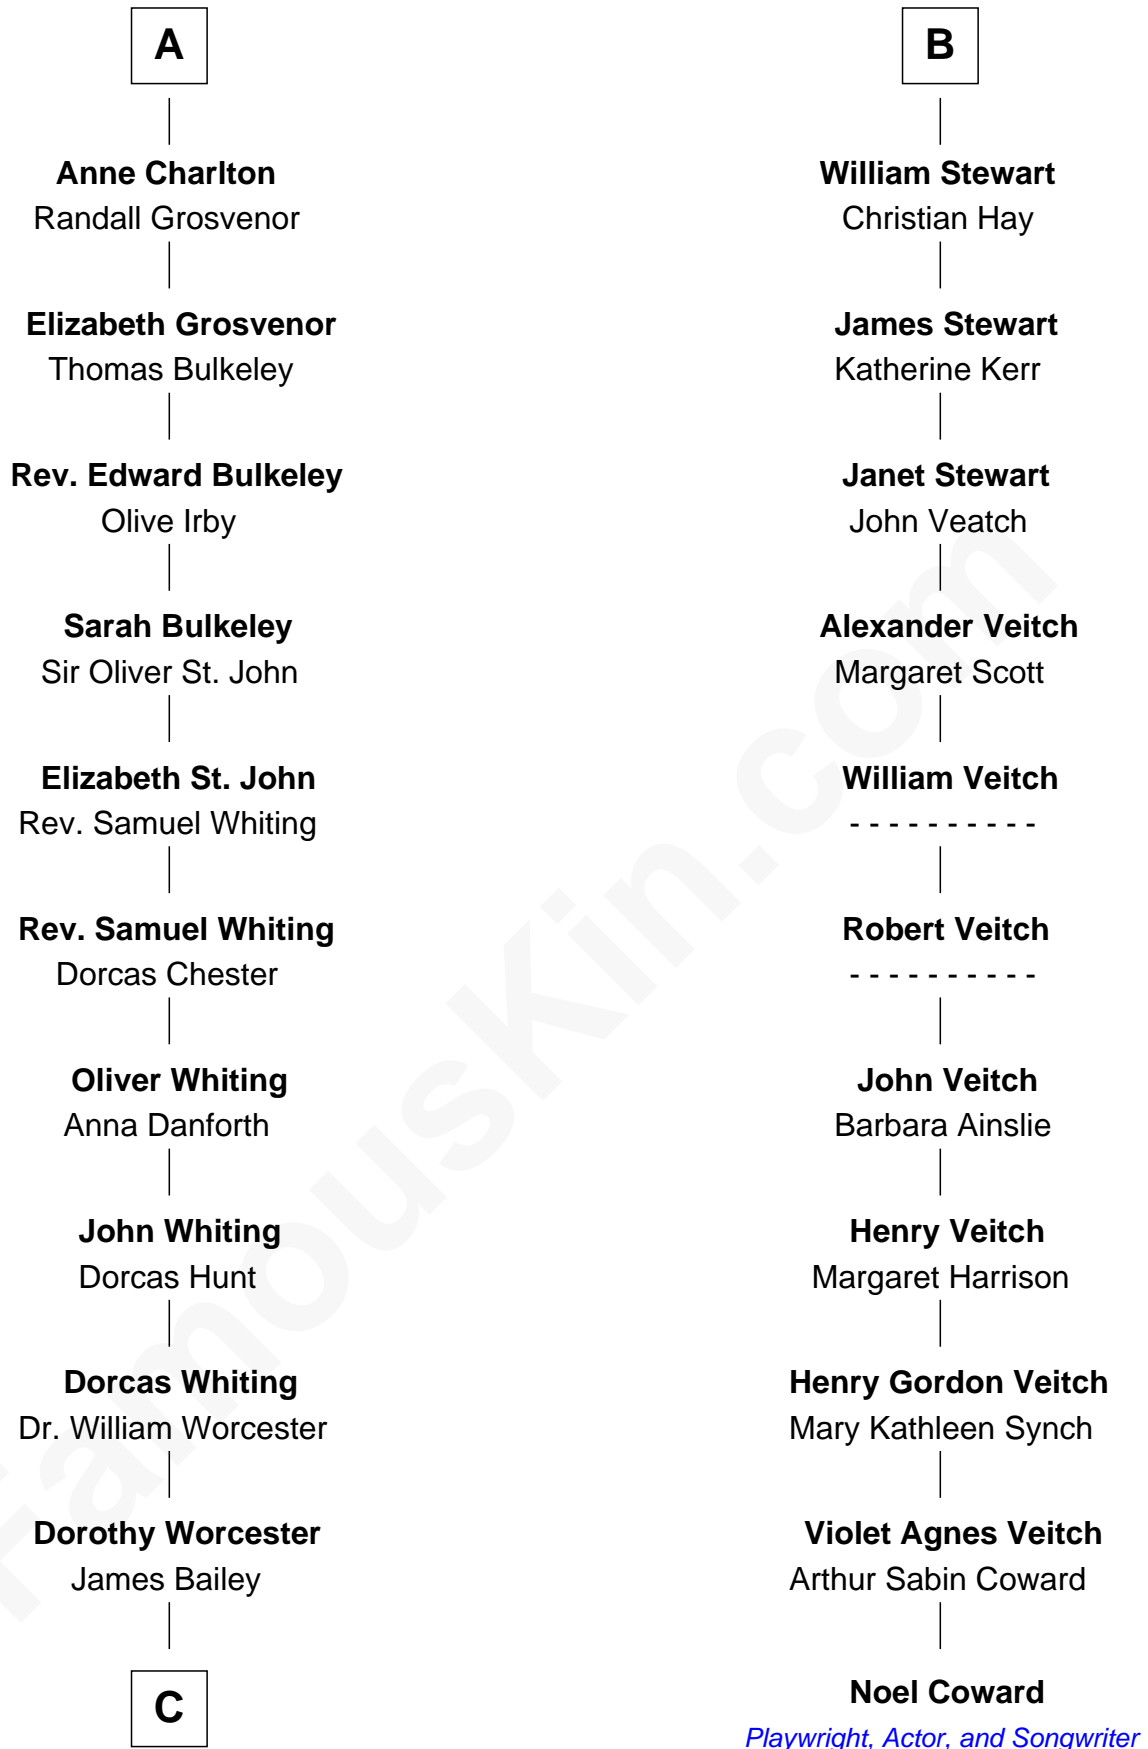 A
Anne Charlton
Randall Grosvenor
Elizabeth Grosvenor
Thomas Bulkeley
Rev. Edward Bulkeley
Olive Irby
Sarah Bulkeley
Sir Oliver St. John
Elizabeth St. John
Rev. Samuel Whiting
Rev. Samuel Whiting
Dorcas Chester
Oliver Whiting
Anna Danforth
John Whiting
Dorcas Hunt
Dorcas Whiting
Dr. William Worcester
Dorothy Worcester
James Bailey
C
B
William Stewart
Christian Hay
James Stewart
Katherine Kerr
Janet Stewart
John Veatch
Alexander Veitch
Margaret Scott
William Veitch
- - - - - - - - - -
Robert Veitch
- - - - - - - - - -
John Veitch
Barbara Ainslie
Henry Veitch
Margaret Harrison
Henry Gordon Veitch
Mary Kathleen Synch
Violet Agnes Veitch
Arthur Sabin Coward
Noel Coward
Playwright, Actor, and Songwriter
FamousKin.com